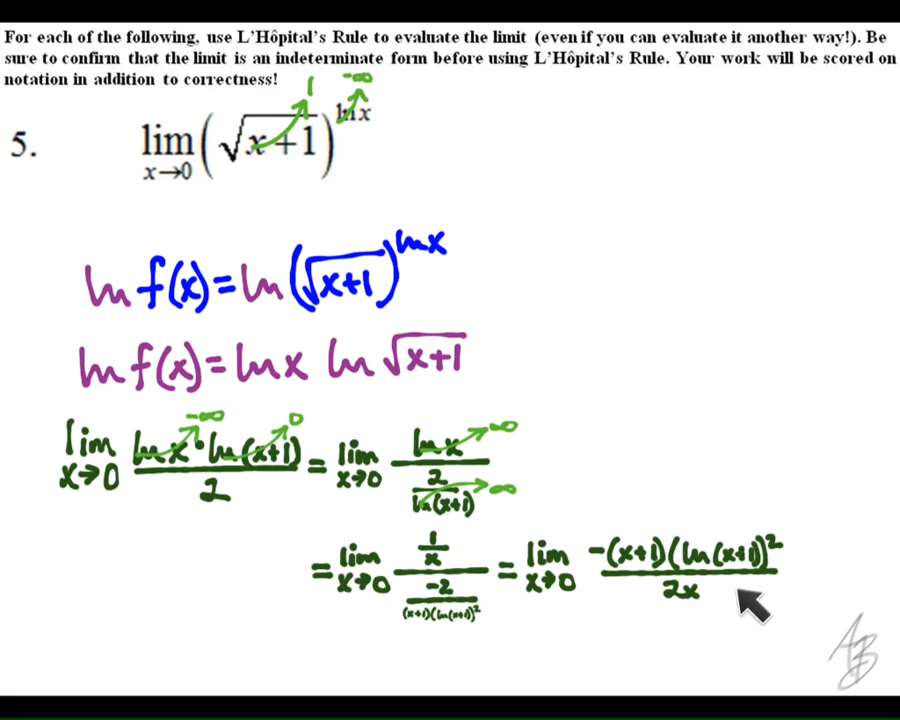 For each of the following, use L'Hôpital's Rule to evaluate the limit (even if you can evaluate it another way!). Be
sure to confirm that the limit is an indeterminate form before using L'Hôpital's Rule. Your work will be scored on
notation in addition to correctness!
1 -∞
5. lim x→0 (√(x+1))^(ln x)
ln f(x) = ln (√(x+1))^(ln x)
ln f(x) = ln x ln √(x+1)
-∞ 0
lim x→0 (ln x · ln(x+1))/2 = lim x→0 (ln x → ∞)/(2/(ln(x+1)) → ∞)
= lim x→0 (1/x)/(-2/((x+1)(ln(x+1))²)) = lim x→0 (-(x+1)(ln(x+1))²)/(2x)